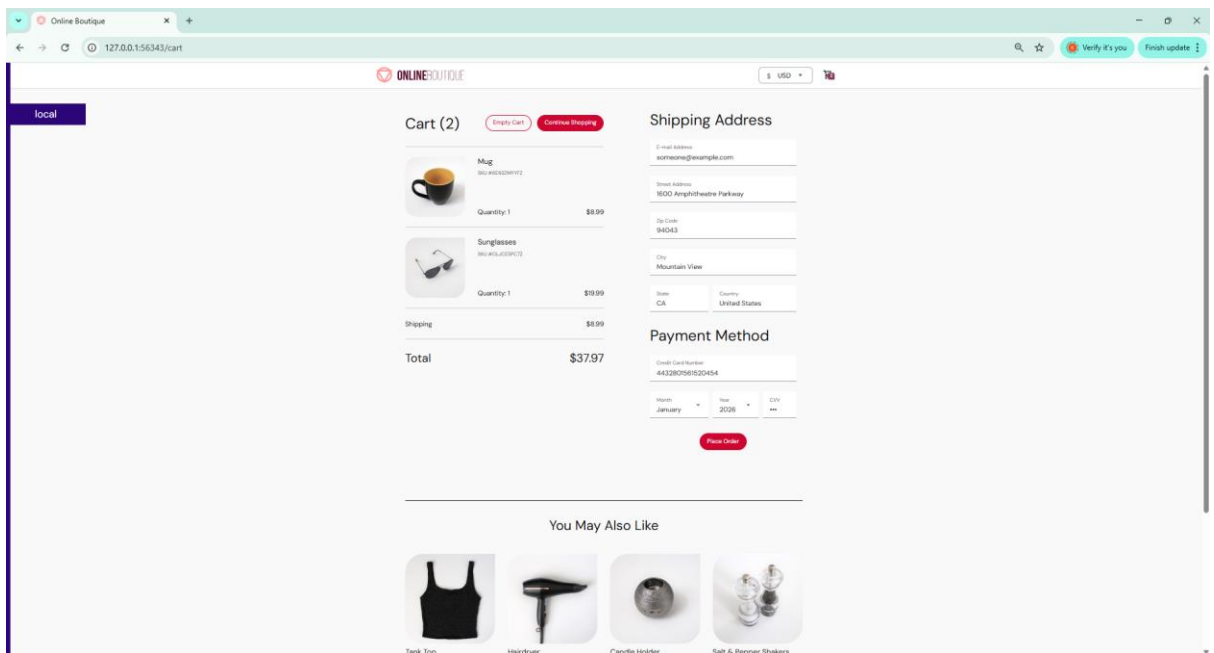 Online Boutique
127.0.0.1:56343/cart
Verify it's you
Finish update
ONLINEBOUTIQUE
$ USD
local
Cart (2)
Empty Cart
Continue Shopping
Mug
Quantity: 1
$8.99
Sunglasses
Quantity: 1
$19.99
Shipping
$8.99
Total
$37.97
Shipping Address
E-mail Address
someone@example.com
Street Address
1600 Amphitheatre Parkway
Zip Code
94043
City
Mountain View
State
CA
Country
United States
Payment Method
Credit Card Number
4432801561520454
Month
January
Year
2026
CVV
•••
Place Order
You May Also Like
Tank Top
Hairdryer
Candle Holder
Salt & Pepper Shakers